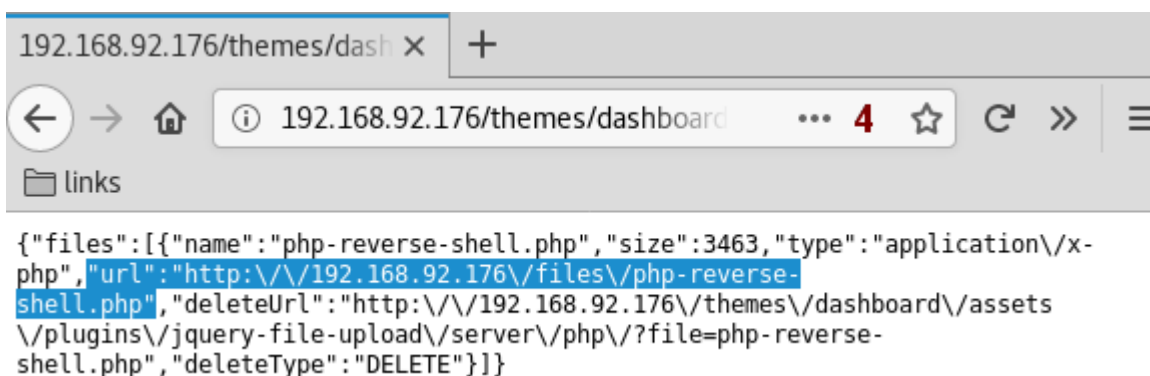 192.168.92.176/themes/dash
192.168.92.176/themes/dashboard 4
links
{"files":[{"name":"php-reverse-shell.php","size":3463,"type":"application\/x-
php","url":"http:\/\/192.168.92.176\/files\/php-reverse-
shell.php","deleteUrl":"http:\/\/192.168.92.176\/themes\/dashboard\/assets
\/plugins\/jquery-file-upload\/server\/php\/?file=php-reverse-
shell.php","deleteType":"DELETE"}]}